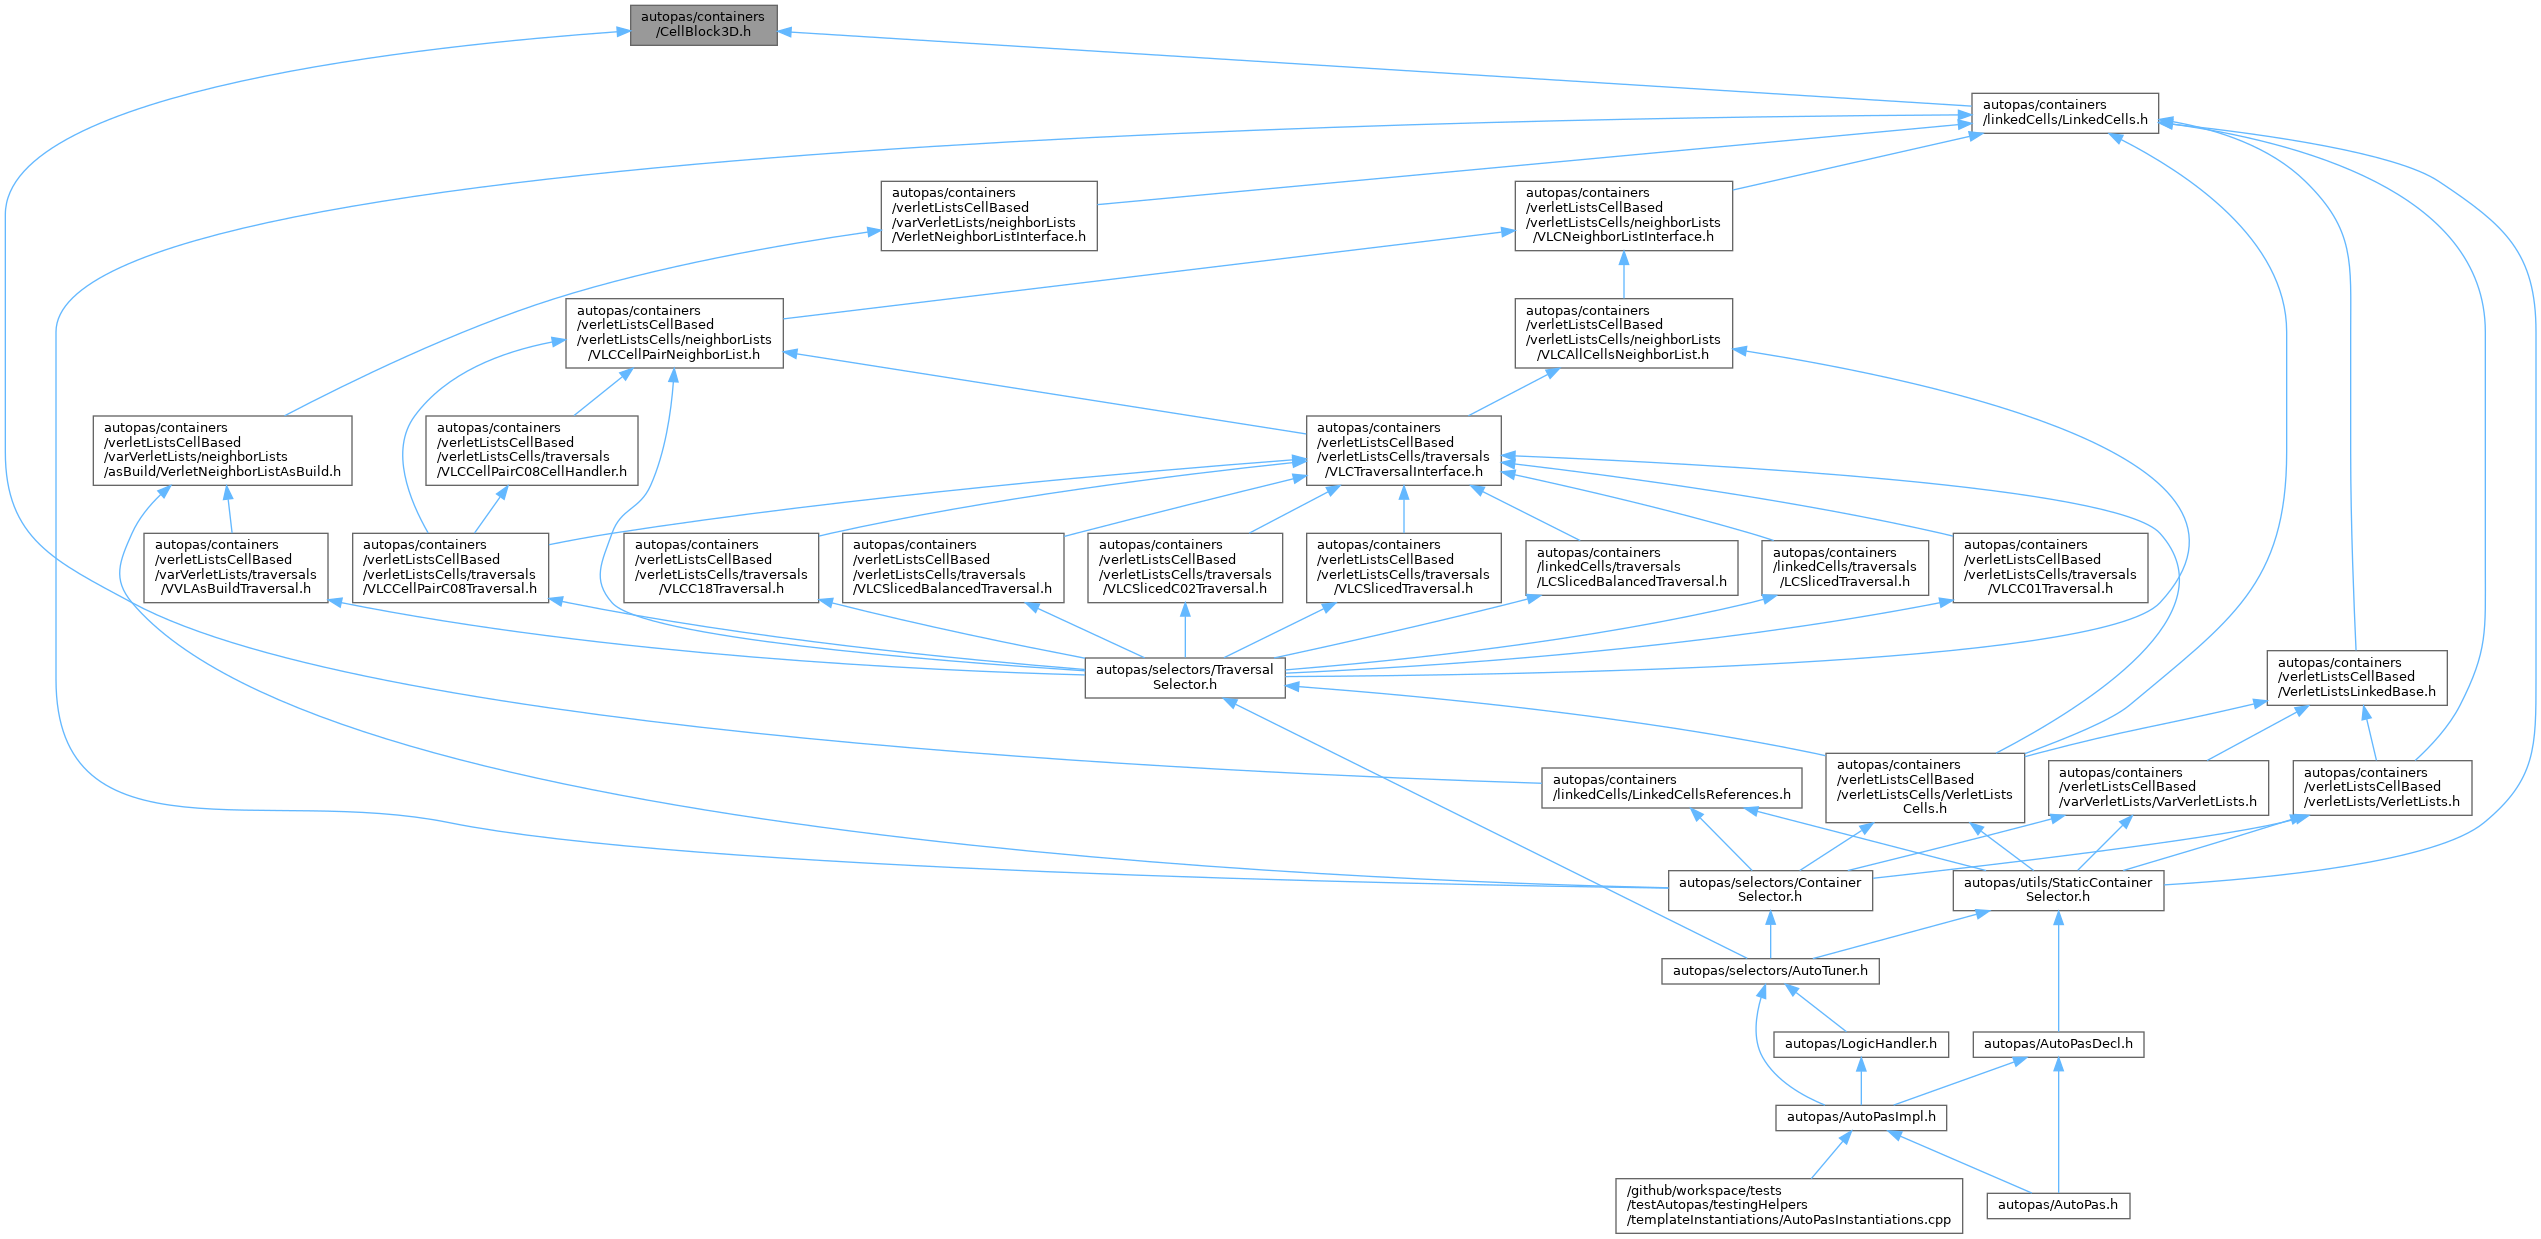 autopas/containers
/CellBlock3D.h
autopas/containers
/linkedCells/LinkedCells.h
autopas/containers
/verletListsCellBased
/varVerletLists/neighborLists
/VerletNeighborListInterface.h
autopas/containers
/verletListsCellBased
/verletListsCells/neighborLists
/VLCNeighborListInterface.h
autopas/containers
/verletListsCellBased
/verletListsCells/neighborLists
/VLCCellPairNeighborList.h
autopas/containers
/verletListsCellBased
/verletListsCells/neighborLists
/VLCAllCellsNeighborList.h
autopas/containers
/verletListsCellBased
/varVerletLists/neighborLists
/asBuild/VerletNeighborListAsBuild.h
autopas/containers
/verletListsCellBased
/verletListsCells/traversals
/VLCCellPairC08CellHandler.h
autopas/containers
/verletListsCellBased
/verletListsCells/traversals
/VLCTraversalInterface.h
autopas/containers
/verletListsCellBased
/varVerletLists/traversals
/VVLAsBuildTraversal.h
autopas/containers
/verletListsCellBased
/verletListsCells/traversals
/VLCCellPairC08Traversal.h
autopas/containers
/verletListsCellBased
/verletListsCells/traversals
/VLCC18Traversal.h
autopas/containers
/verletListsCellBased
/verletListsCells/traversals
/VLCSlicedBalancedTraversal.h
autopas/containers
/verletListsCellBased
/verletListsCells/traversals
/VLCSlicedC02Traversal.h
autopas/containers
/verletListsCellBased
/verletListsCells/traversals
/VLCSlicedTraversal.h
autopas/containers
/linkedCells/traversals
/LCSlicedBalancedTraversal.h
autopas/containers
/linkedCells/traversals
/LCSlicedTraversal.h
autopas/containers
/verletListsCellBased
/verletListsCells/traversals
/VLCC01Traversal.h
autopas/selectors/Traversal
Selector.h
autopas/containers
/verletListsCellBased
/VerletListsLinkedBase.h
autopas/containers
/linkedCells/LinkedCellsReferences.h
autopas/containers
/verletListsCellBased
/verletListsCells/VerletLists
Cells.h
autopas/containers
/verletListsCellBased
/varVerletLists/VarVerletLists.h
autopas/containers
/verletListsCellBased
/verletLists/VerletLists.h
autopas/selectors/Container
Selector.h
autopas/utils/StaticContainer
Selector.h
autopas/selectors/AutoTuner.h
autopas/LogicHandler.h
autopas/AutoPasDecl.h
autopas/AutoPasImpl.h
/github/workspace/tests
/testAutopas/testingHelpers
/templateInstantiations/AutoPasInstantiations.cpp
autopas/AutoPas.h